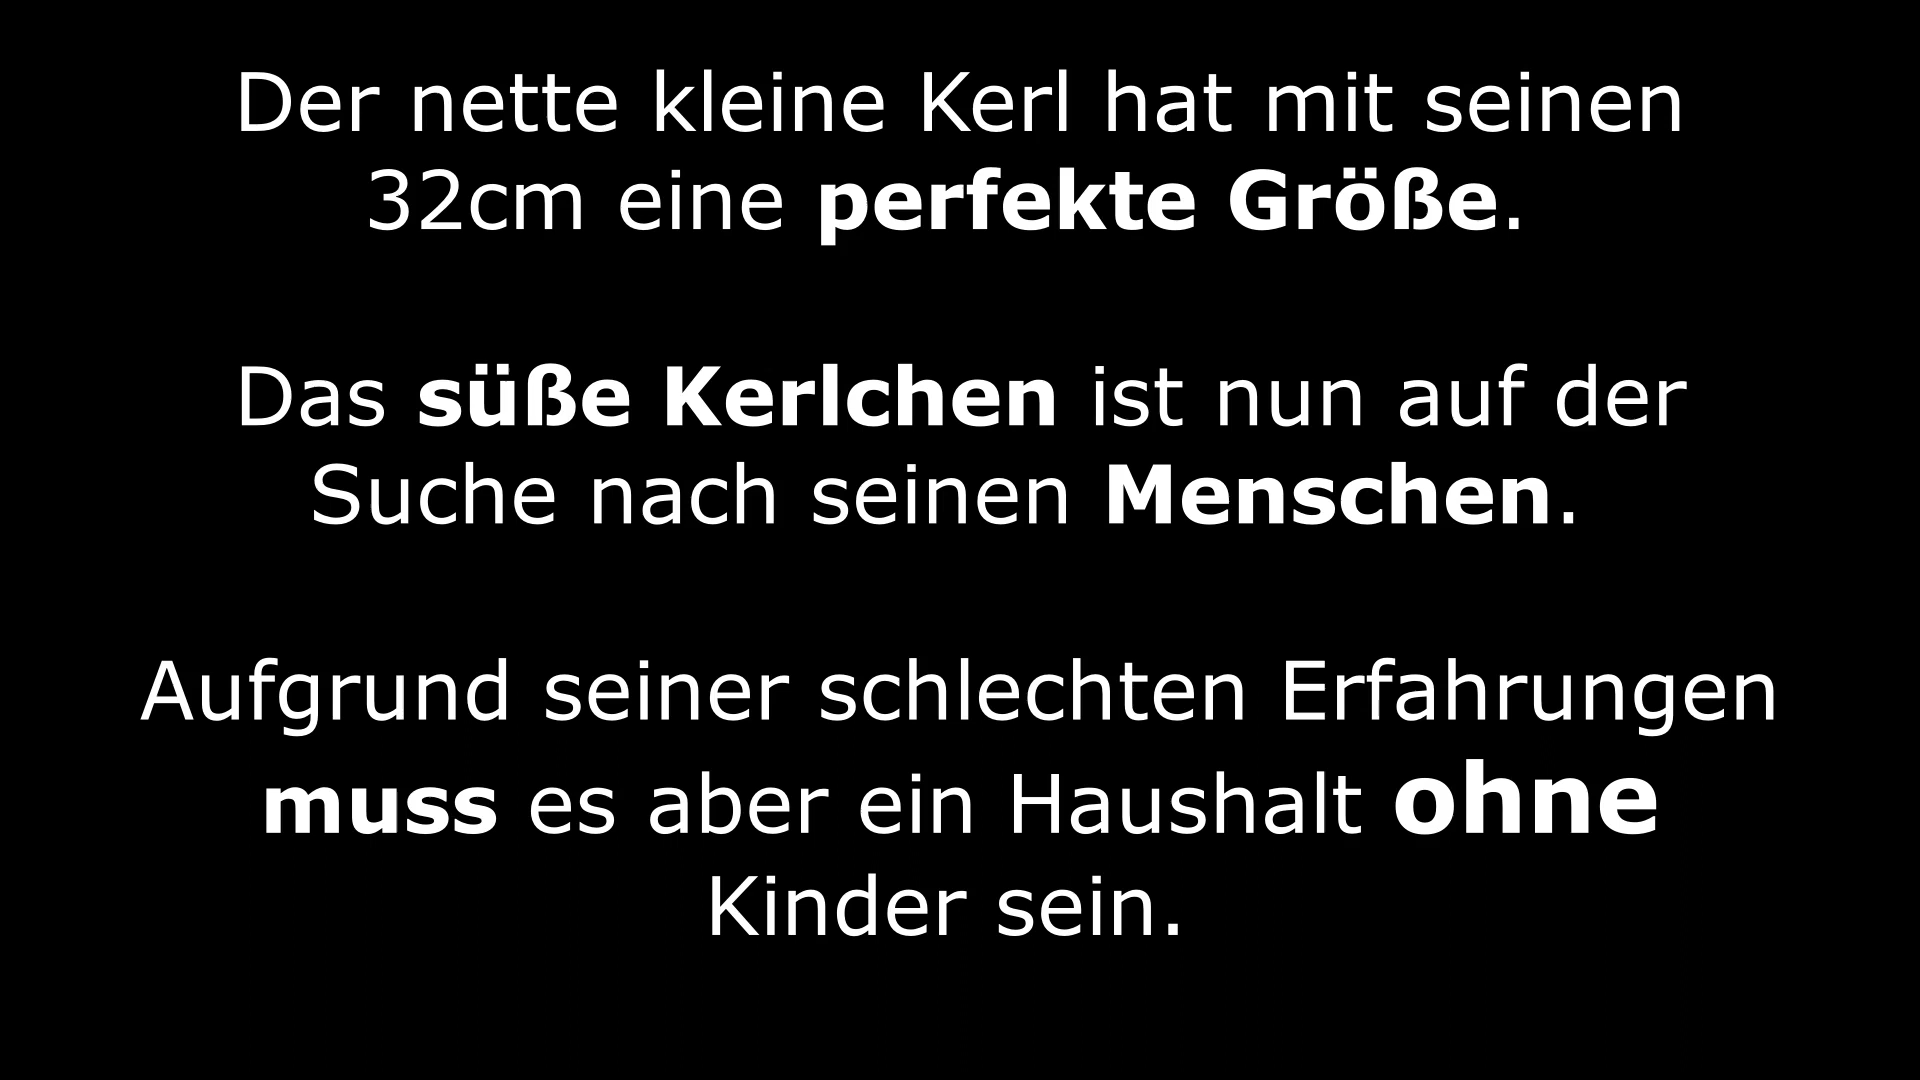 Der nette kleine Kerl hat mit seinen
32cm eine perfekte Größe.
Das süße Kerlchen ist nun auf der
Suche nach seinen Menschen.
Aufgrund seiner schlechten Erfahrungen
muss es aber ein Haushalt ohne
Kinder sein.